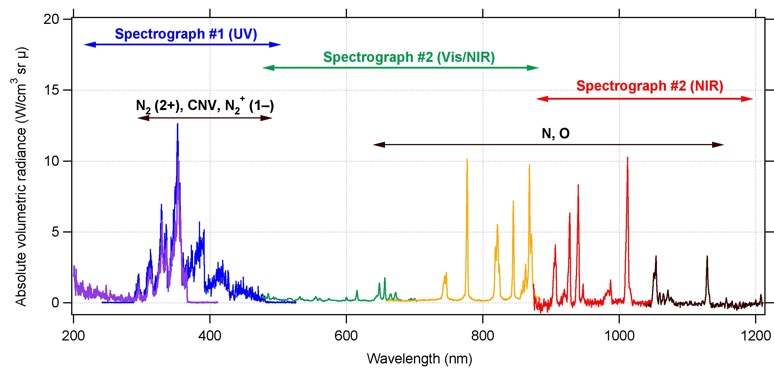 Absolute volumetric radiance (W/cm³ sr μ)
20
15
10
5
0
Spectrograph #1 (UV)
Spectrograph #2 (Vis/NIR)
Spectrograph #2 (NIR)
N₂ (2+), CNV, N₂⁺ (1–)
N, O
200
400
600
800
1000
1200
Wavelength (nm)